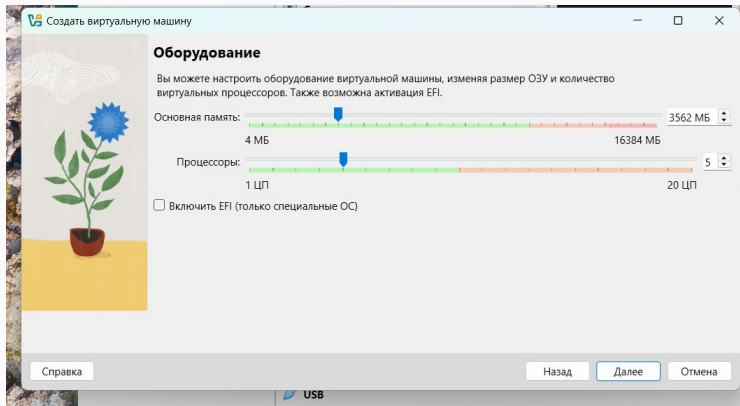 Создать виртуальную машину
Оборудование
Вы можете настроить оборудование виртуальной машины, изменяя размер ОЗУ и количество
виртуальных процессоров. Также возможна активация EFI.
Основная память:
3562 МБ
4 МБ
16384 МБ
Процессоры:
5
1 ЦП
20 ЦП
Включить EFI (только специальные ОС)
Справка
Назад
Далее
Отмена
USB